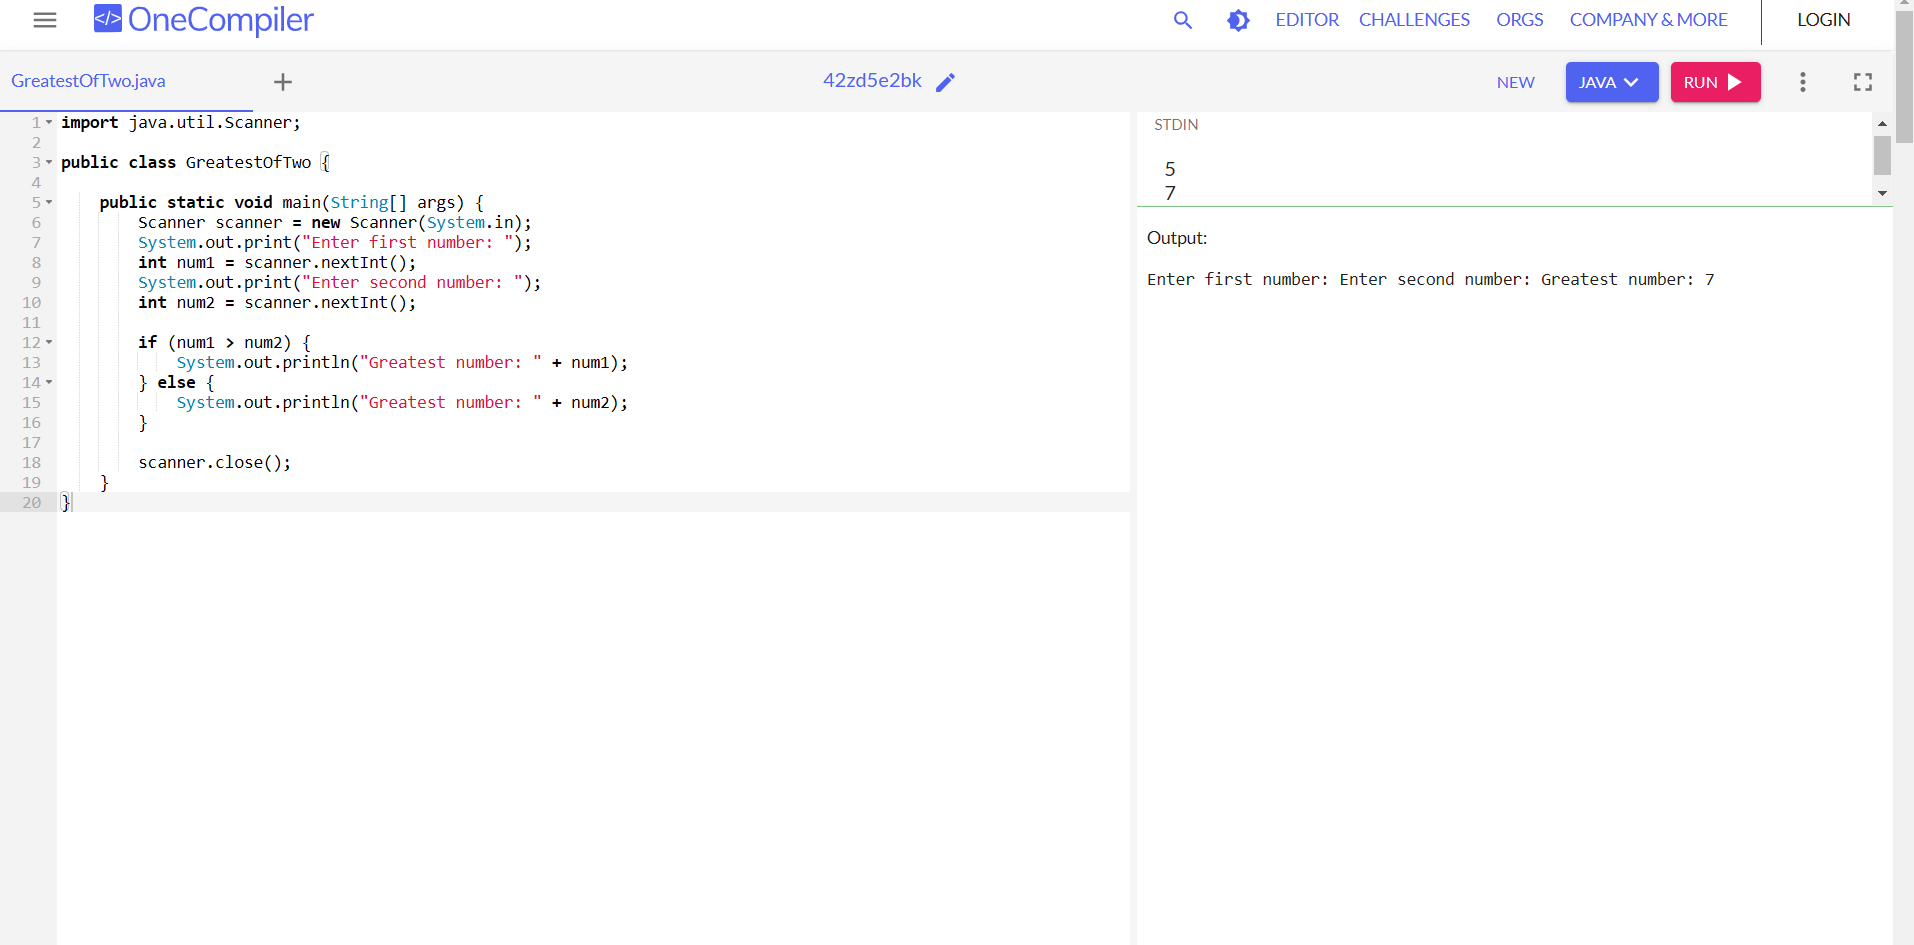 </> OneCompiler
EDITOR CHALLENGES ORGS COMPANY & MORE LOGIN
GreatestOfTwo.java
42zd5e2bk
NEW JAVA RUN
1 import java.util.Scanner;
2
3 public class GreatestOfTwo {
4
5     public static void main(String[] args) {
6         Scanner scanner = new Scanner(System.in);
7         System.out.print("Enter first number: ");
8         int num1 = scanner.nextInt();
9         System.out.print("Enter second number: ");
10         int num2 = scanner.nextInt();
11
12         if (num1 > num2) {
13             System.out.println("Greatest number: " + num1);
14         } else {
15             System.out.println("Greatest number: " + num2);
16         }
17
18         scanner.close();
19     }
20 }
STDIN
5
7
Output:
Enter first number: Enter second number: Greatest number: 7